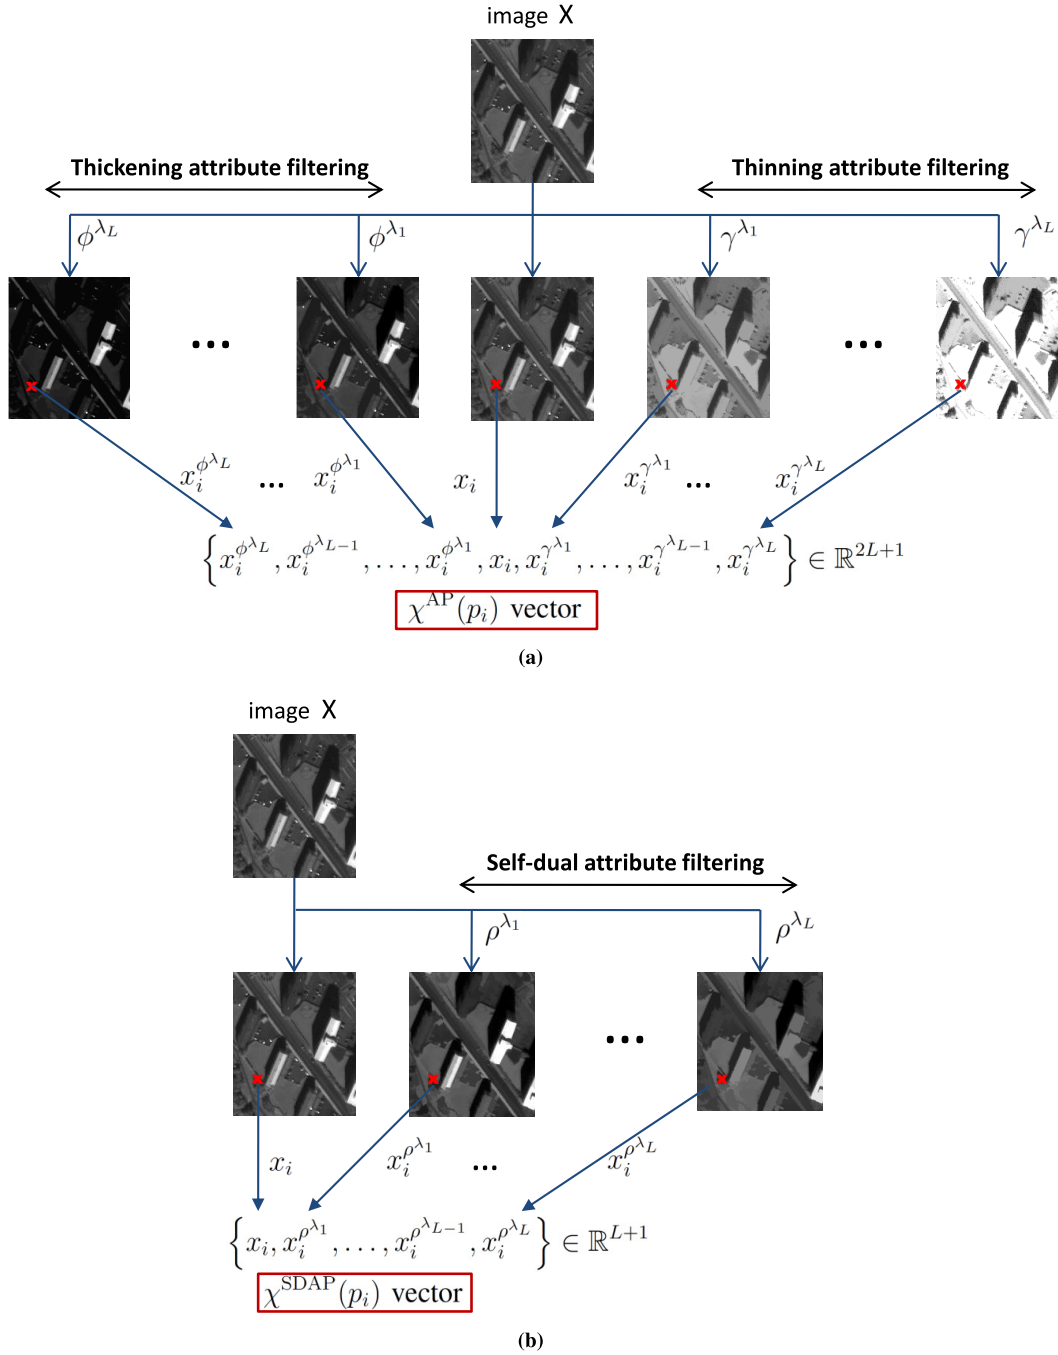 image X
Thickening attribute filtering
Thinning attribute filtering
ϕ^{λ_L} ϕ^{λ_1} γ^{λ_1} γ^{λ_L}
... ...
x_i^{ϕ^{λ_L}} ... x_i^{ϕ^{λ_1}} x_i x_i^{γ^{λ_1}} ... x_i^{γ^{λ_L}}
{x_i^{ϕ^{λ_L}}, x_i^{ϕ^{λ_{L-1}}}, ..., x_i^{ϕ^{λ_1}}, x_i, x_i^{γ^{λ_1}}, ..., x_i^{γ^{λ_{L-1}}}, x_i^{γ^{λ_L}}} ∈ ℝ^{2L+1}
χ^{AP}(p_i) vector
(a)
image X
Self-dual attribute filtering
ρ^{λ_1} ρ^{λ_L}
...
x_i x_i^{ρ^{λ_1}} ... x_i^{ρ^{λ_L}}
{x_i, x_i^{ρ^{λ_1}}, ..., x_i^{ρ^{λ_{L-1}}}, x_i^{ρ^{λ_L}}} ∈ ℝ^{L+1}
χ^{SDAP}(p_i) vector
(b)